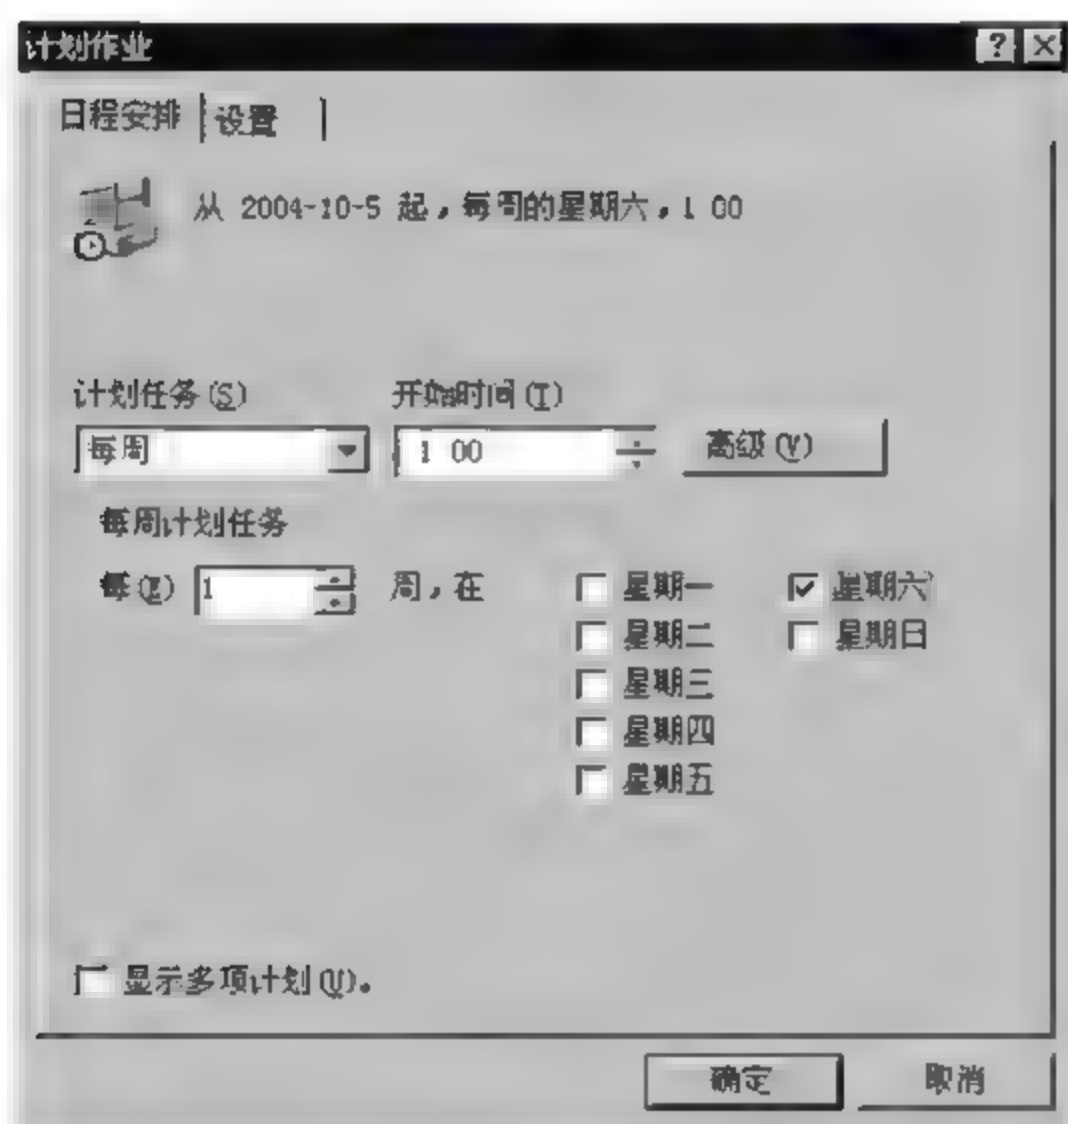 计划作业
日程安排 设置
从 2004-10-5 起，每周的星期六，1 00
计划任务(S) 开始时间(T)
每周 1 00 高级(V)
每周计划任务
每(E) 1 周，在 星期一 星期六
星期二 星期日
星期三
星期四
星期五
显示多项计划(U)。
确定 取消